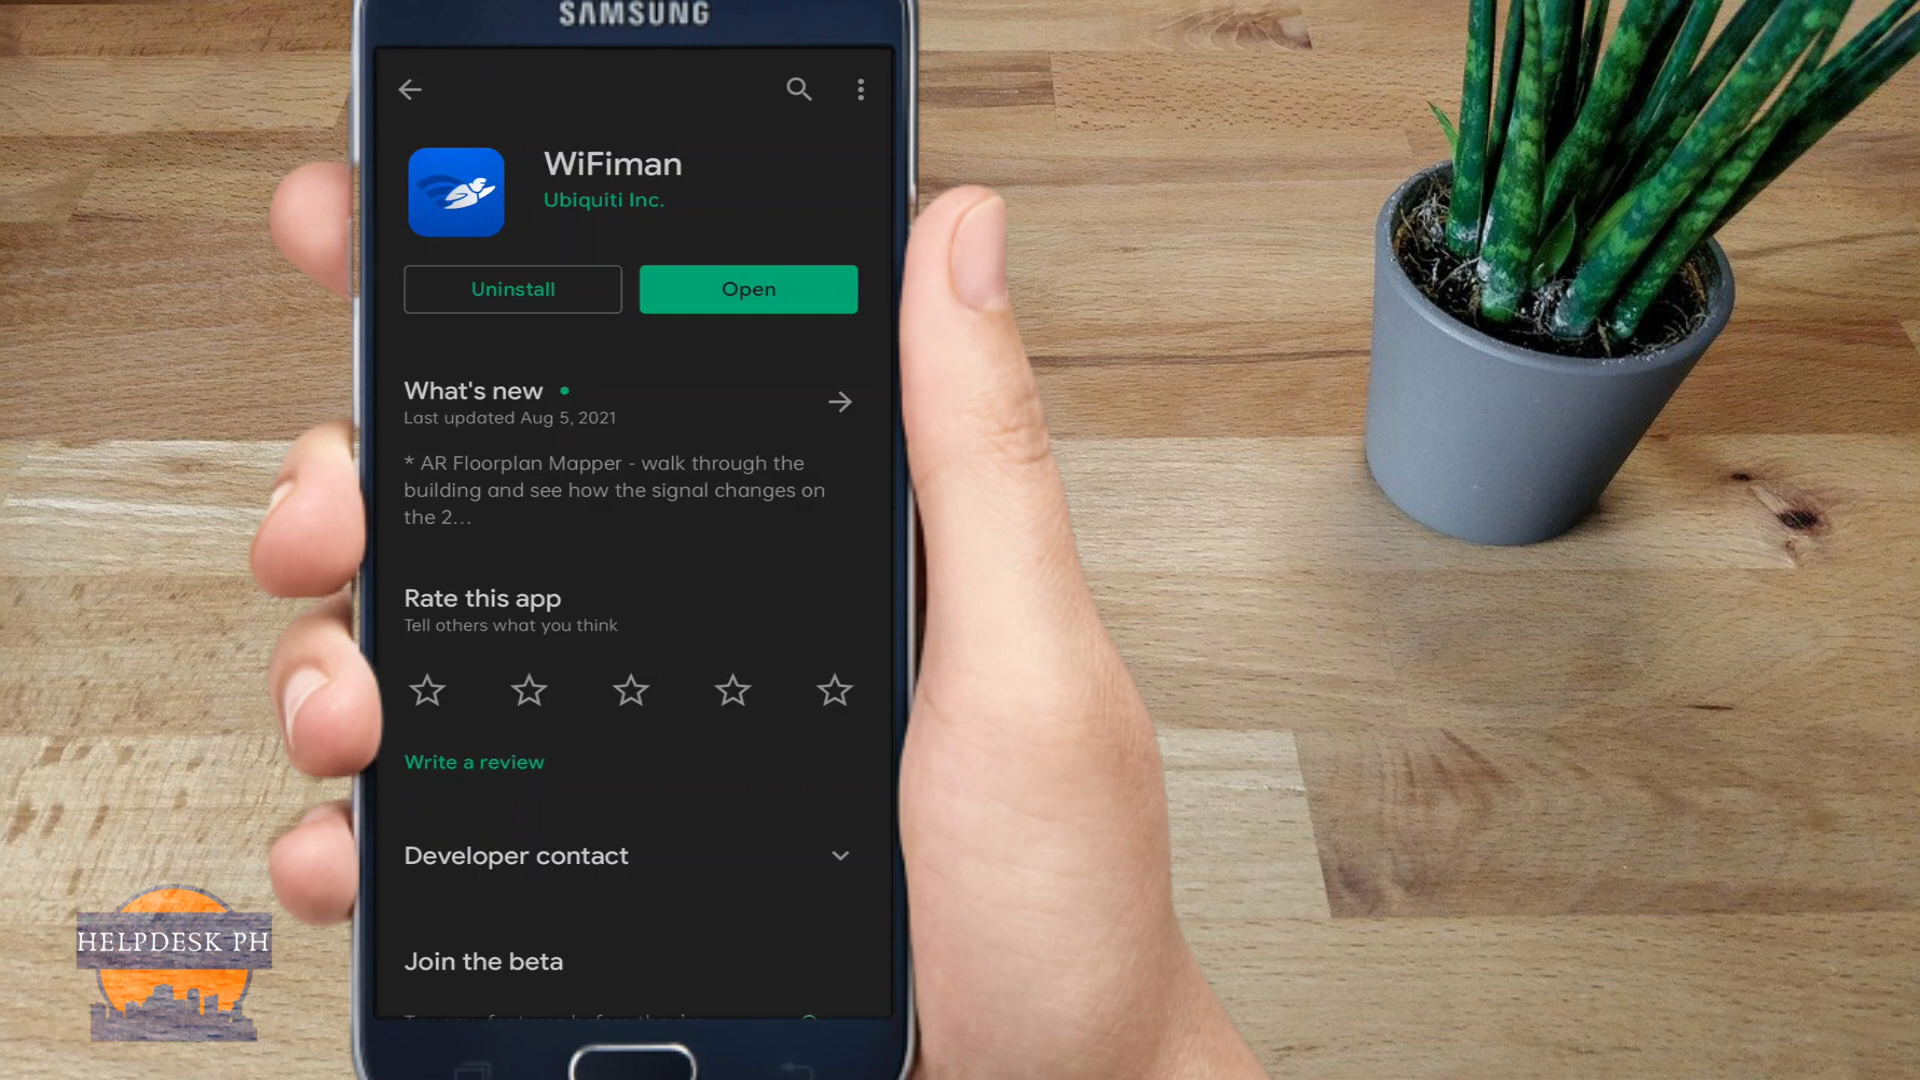 SAMSUNG
WiFiman
Ubiquiti Inc.
Uninstall
Open
What's new
Last updated Aug 5, 2021
* AR Floorplan Mapper - walk through the
building and see how the signal changes on
the 2...
Rate this app
Tell others what you think
Write a review
Developer contact
Join the beta
HELPDESK PH